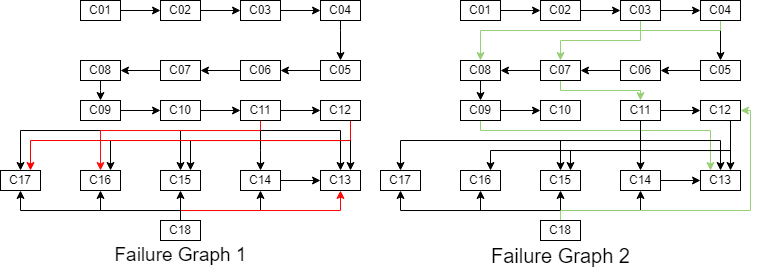 C01 C02 C03 C04 C01 C02 C03 C04
C08 C07 C06 C05 C08 C07 C06 C05
C09 C10 C11 C12 C09 C10 C11 C12
C17 C16 C15 C14 C13 C17 C16 C15 C14 C13
C18 C18
Failure Graph 1 Failure Graph 2